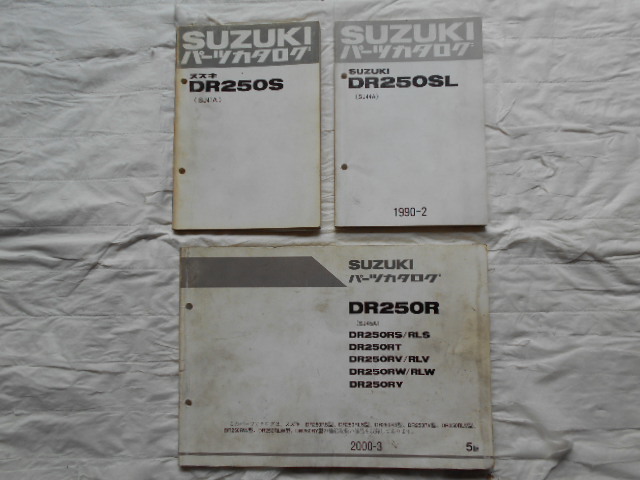 SUZUKI
パーツカタログ
スズキ
DR250S
(SJ41A)
SUZUKI
パーツカタログ
SUZUKI
DR250SL
(SJ44A)
1990-2
SUZUKI
パーツカタログ
DR250R
DR250RS/RLS
DR250RT
DR250RV/RLV
DR250RW/RLW
DR250RY
2000-3
5版